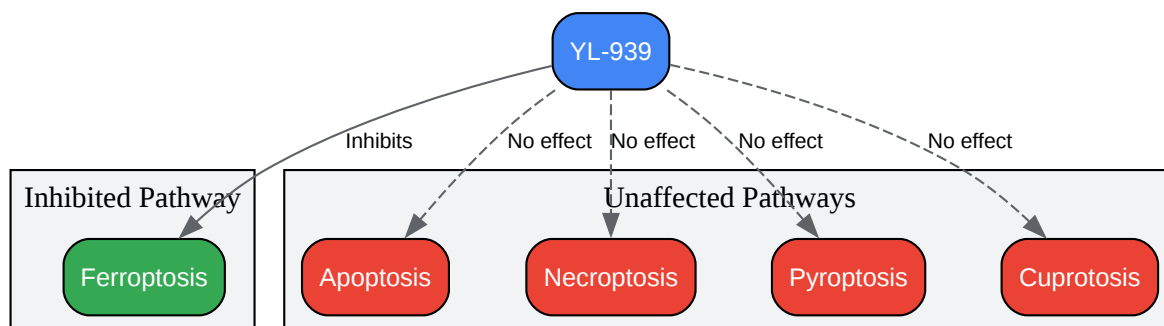 YL-939
Inhibits
No effect
No effect
No effect
No effect
Inhibited Pathway
Unaffected Pathways
Ferroptosis
Apoptosis
Necroptosis
Pyroptosis
Cuprotosis